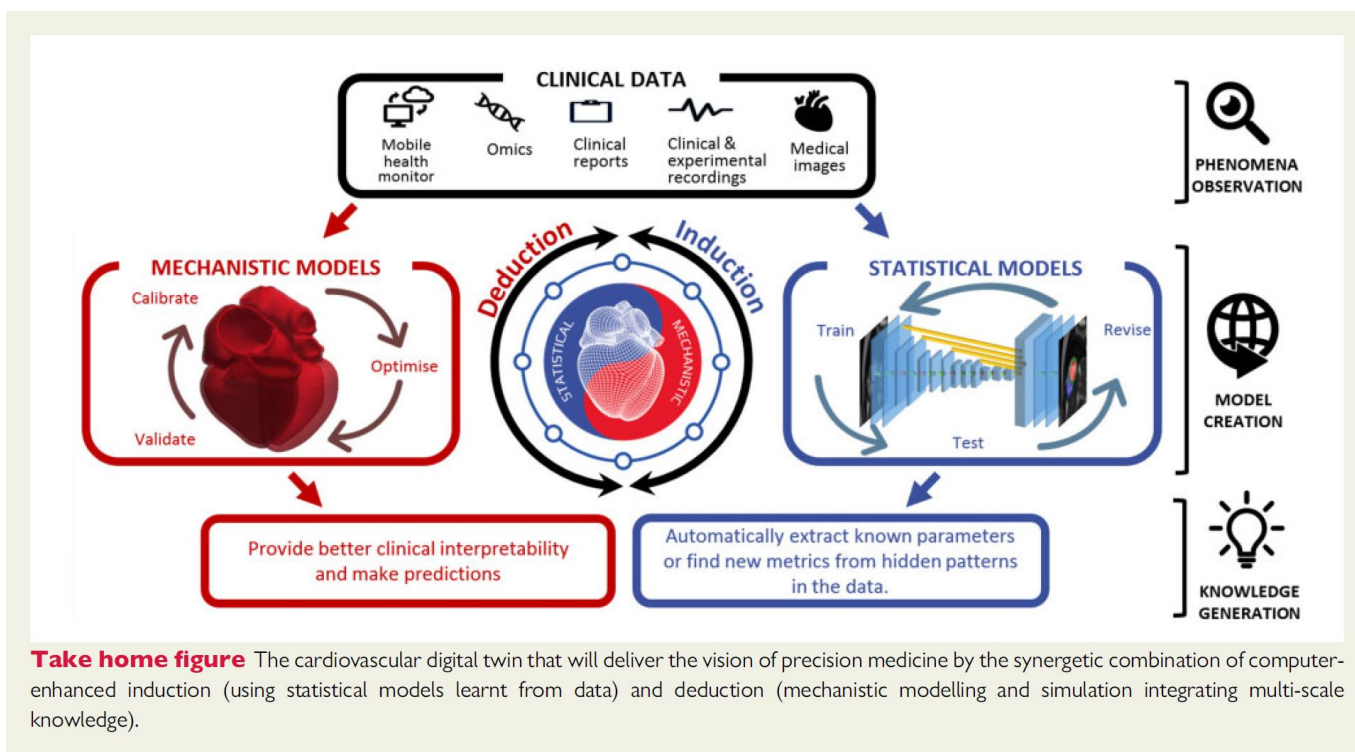 CLINICAL DATA
Mobile
health
monitor
Omics
Clinical
reports
Clinical &
experimental
recordings
Medical
images
PHENOMENA
OBSERVATION
MECHANISTIC MODELS
Calibrate
Optimise
Validate
Deduction
Induction
STATISTICAL
MECHANISTIC
STATISTICAL MODELS
Train
Revise
Test
MODEL
CREATION
Provide better clinical interpretability
and make predictions
Automatically extract known parameters
or find new metrics from hidden patterns
in the data.
KNOWLEDGE
GENERATION
Take home figure The cardiovascular digital twin that will deliver the vision of precision medicine by the synergetic combination of computer-
enhanced induction (using statistical models learnt from data) and deduction (mechanistic modelling and simulation integrating multi-scale
knowledge).